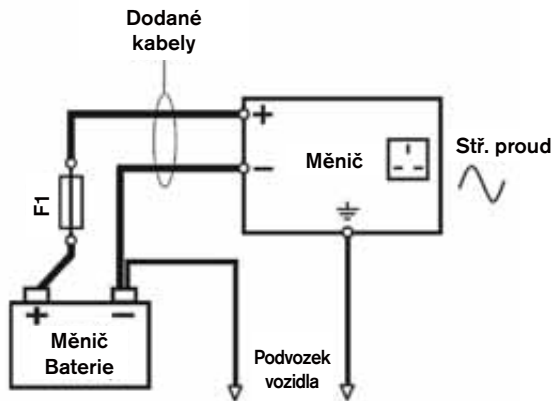 Dodané
kabely
+
Měnič
Stř. proud
−
F1
+ −
Měnič
Baterie
Podvozek
vozidla